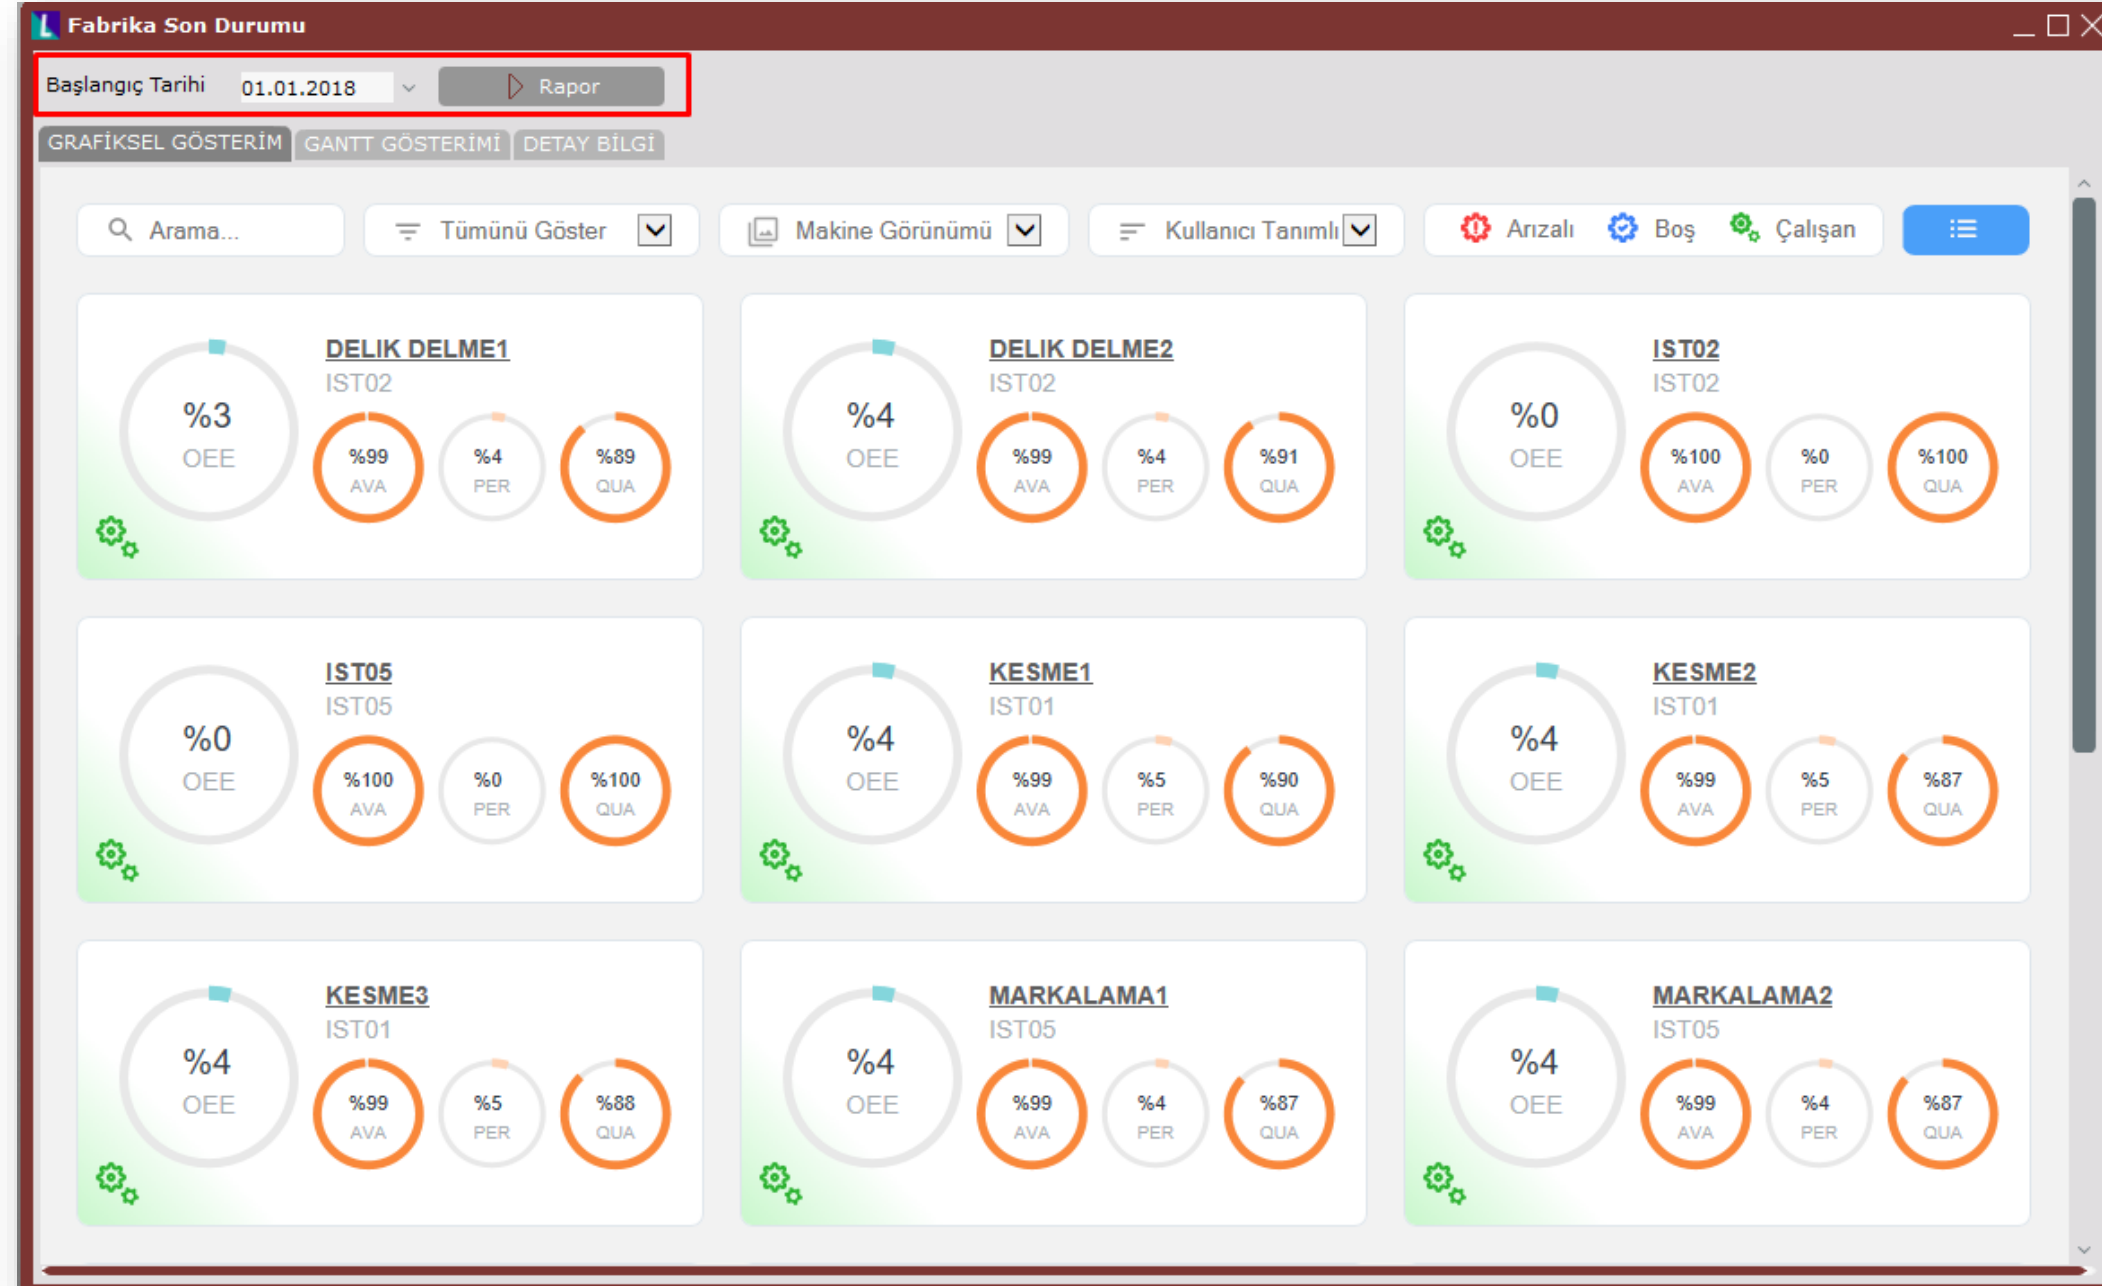 Fabrika Son Durumu
Başlangıç Tarihi 01.01.2018 Rapor
GRAFİKSEL GÖSTERİM GANTT GÖSTERİMİ DETAY BİLGİ
Arama... Tümünü Göster Makine Görünümü Kullanıcı Tanımlı Arızalı Boş Çalışan
DELIK DELME1
IST02
%3
OEE
%99 %4 %89
AVA PER QUA
DELIK DELME2
IST02
%4
OEE
%99 %4 %91
AVA PER QUA
IST02
IST02
%0
OEE
%100 %0 %100
AVA PER QUA
IST05
IST05
%0
OEE
%100 %0 %100
AVA PER QUA
KESME1
IST01
%4
OEE
%99 %5 %90
AVA PER QUA
KESME2
IST01
%4
OEE
%99 %5 %87
AVA PER QUA
KESME3
IST01
%4
OEE
%99 %5 %88
AVA PER QUA
MARKALAMA1
IST05
%4
OEE
%99 %4 %87
AVA PER QUA
MARKALAMA2
IST05
%4
OEE
%99 %4 %87
AVA PER QUA